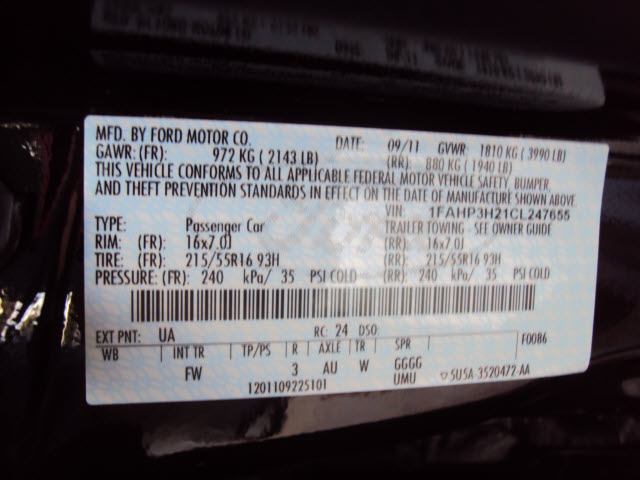 MFD. BY FORD MOTOR CO. DATE: 09/11 GVWR: 1810 KG ( 3990 LB)
GAWR: (FR): 972 KG ( 2143 LB) (RR): 880 KG ( 1940 LB)
THIS VEHICLE CONFORMS TO ALL APPLICABLE FEDERAL MOTOR VEHICLE SAFETY, BUMPER,
AND THEFT PREVENTION STANDARDS IN EFFECT ON THE DATE OF MANUFACTURE SHOWN ABOVE.
VIN: 1FAHP3H21CL247655
TYPE: Passenger Car TRAILER TOWING - SEE OWNER GUIDE
RIM: (FR): 16x7.0J (RR): 16x7.0J
TIRE: (FR): 215/55R16 93H (RR): 215/55R16 93H
PRESSURE: (FR): 240 kPa/ 35 PSI COLD (RR): 240 kPa/ 35 PSI COLD
EXT PNT: UA RC: 24 DSO: F0086
WB INT TR TP/PS R AXLE TR SPR
FW 3 AU W GGGG
UMU 5U5A-3520472-AA
1201109225101